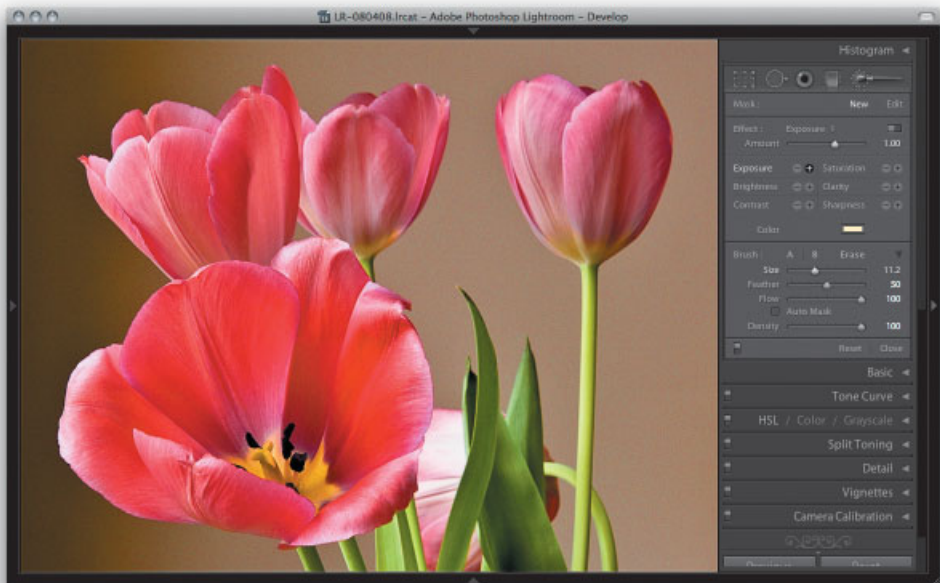 LR-080408.lrcat - Adobe Photoshop Lightroom - Develop
Histogram
Mask : New Edit
Effect : Exposure
Amount 1.00
Exposure Saturation
Brightness Clarity
Contrast Sharpness
Color
Brush : A B Erase
Size 11.2
Feather 50
Flow 100
Auto Mask
Density 100
Reset Close
Basic
Tone Curve
HSL / Color / Grayscale
Split Toning
Detail
Vignettes
Camera Calibration